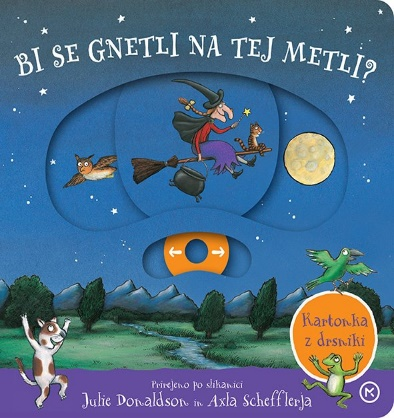 BI SE GNETLI NA TEJ METLI?
Kartonka
z drsniki
Prirejeno po slikanici
Julie Donaldson in Axla Schefflerja